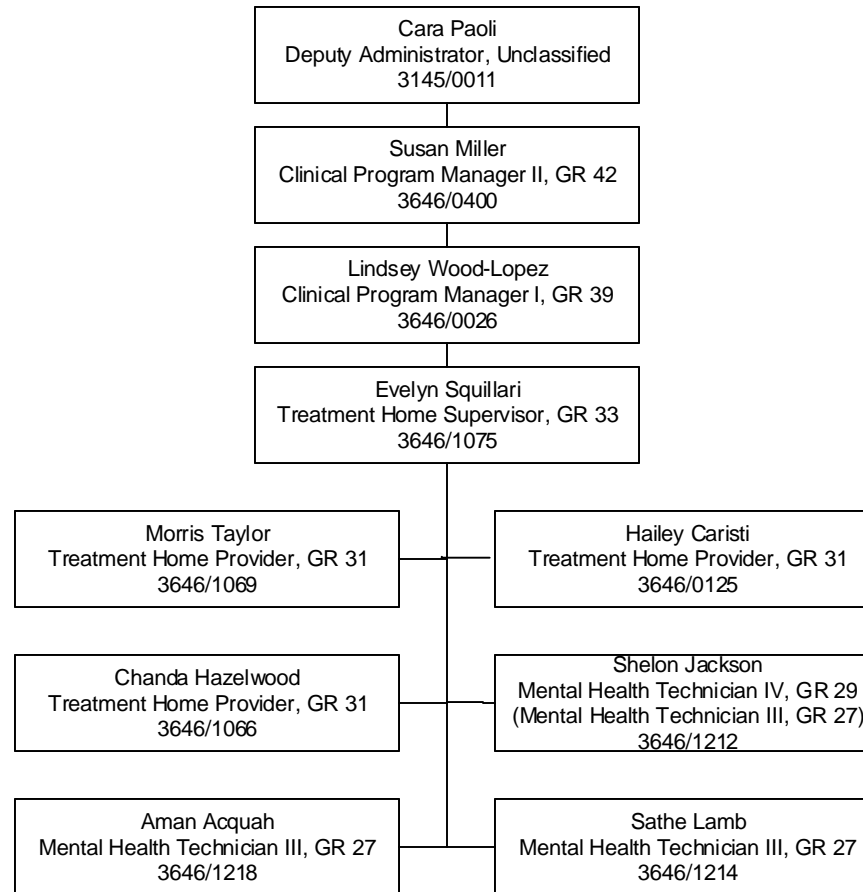 Cara Paoli
Deputy Administrator, Unclassified
3145/0011
Susan Miller
Clinical Program Manager II, GR 42
3646/0400
Lindsey Wood-Lopez
Clinical Program Manager I, GR 39
3646/0026
Evelyn Squillari
Treatment Home Supervisor, GR 33
3646/1075
Morris Taylor
Treatment Home Provider, GR 31
3646/1069
Hailey Caristi
Treatment Home Provider, GR 31
3646/0125
Chanda Hazelwood
Treatment Home Provider, GR 31
3646/1066
Shelon Jackson
Mental Health Technician IV, GR 29
(Mental Health Technician III, GR 27)
3646/1212
Aman Acquah
Mental Health Technician III, GR 27
3646/1218
Sathe Lamb
Mental Health Technician III, GR 27
3646/1214